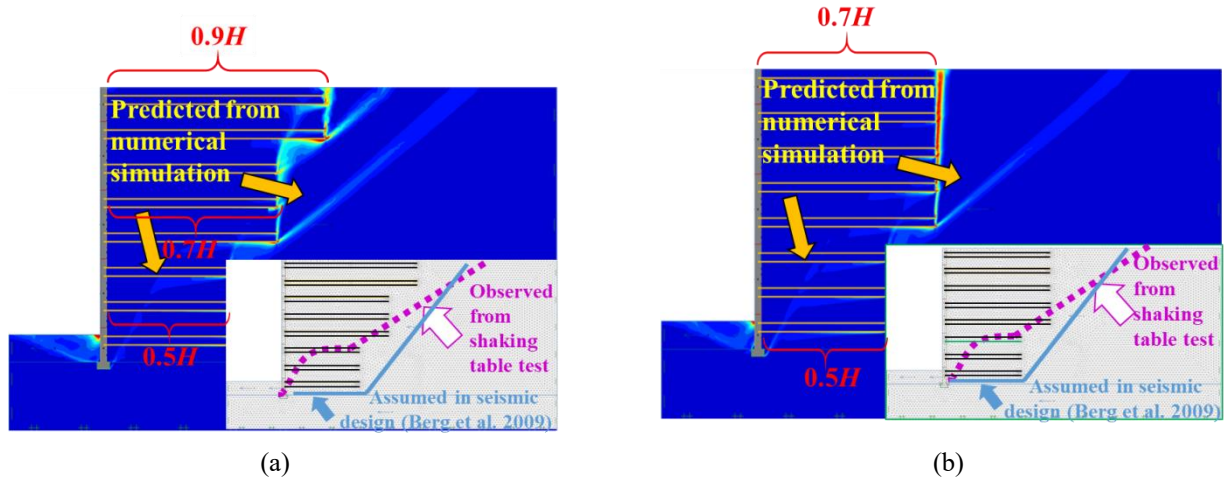 0.9H
Predicted from
numerical
simulation
0.7H
0.5H
Observed
from
shaking
table test
Assumed in seismic
design (Berg et al. 2009)
(a)
0.7H
Predicted from
numerical
simulation
0.5H
Observed
from
shaking
table test
Assumed in seismic
design (Berg et al. 2009)
(b)